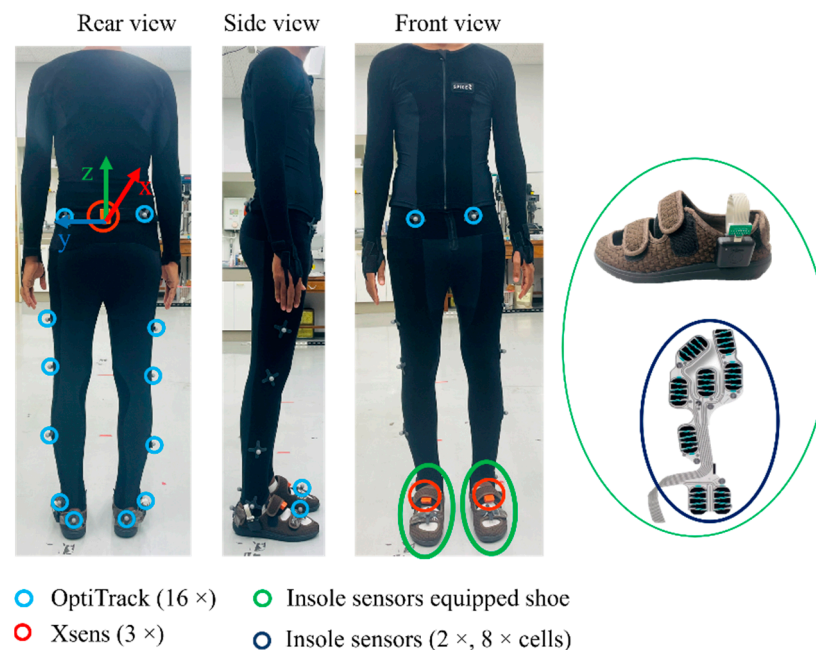 Rear view
Side view
Front view
z
x
y
OptiTrack (16 ×)
Insole sensors equipped shoe
Xsens (3 ×)
Insole sensors (2 ×, 8 × cells)